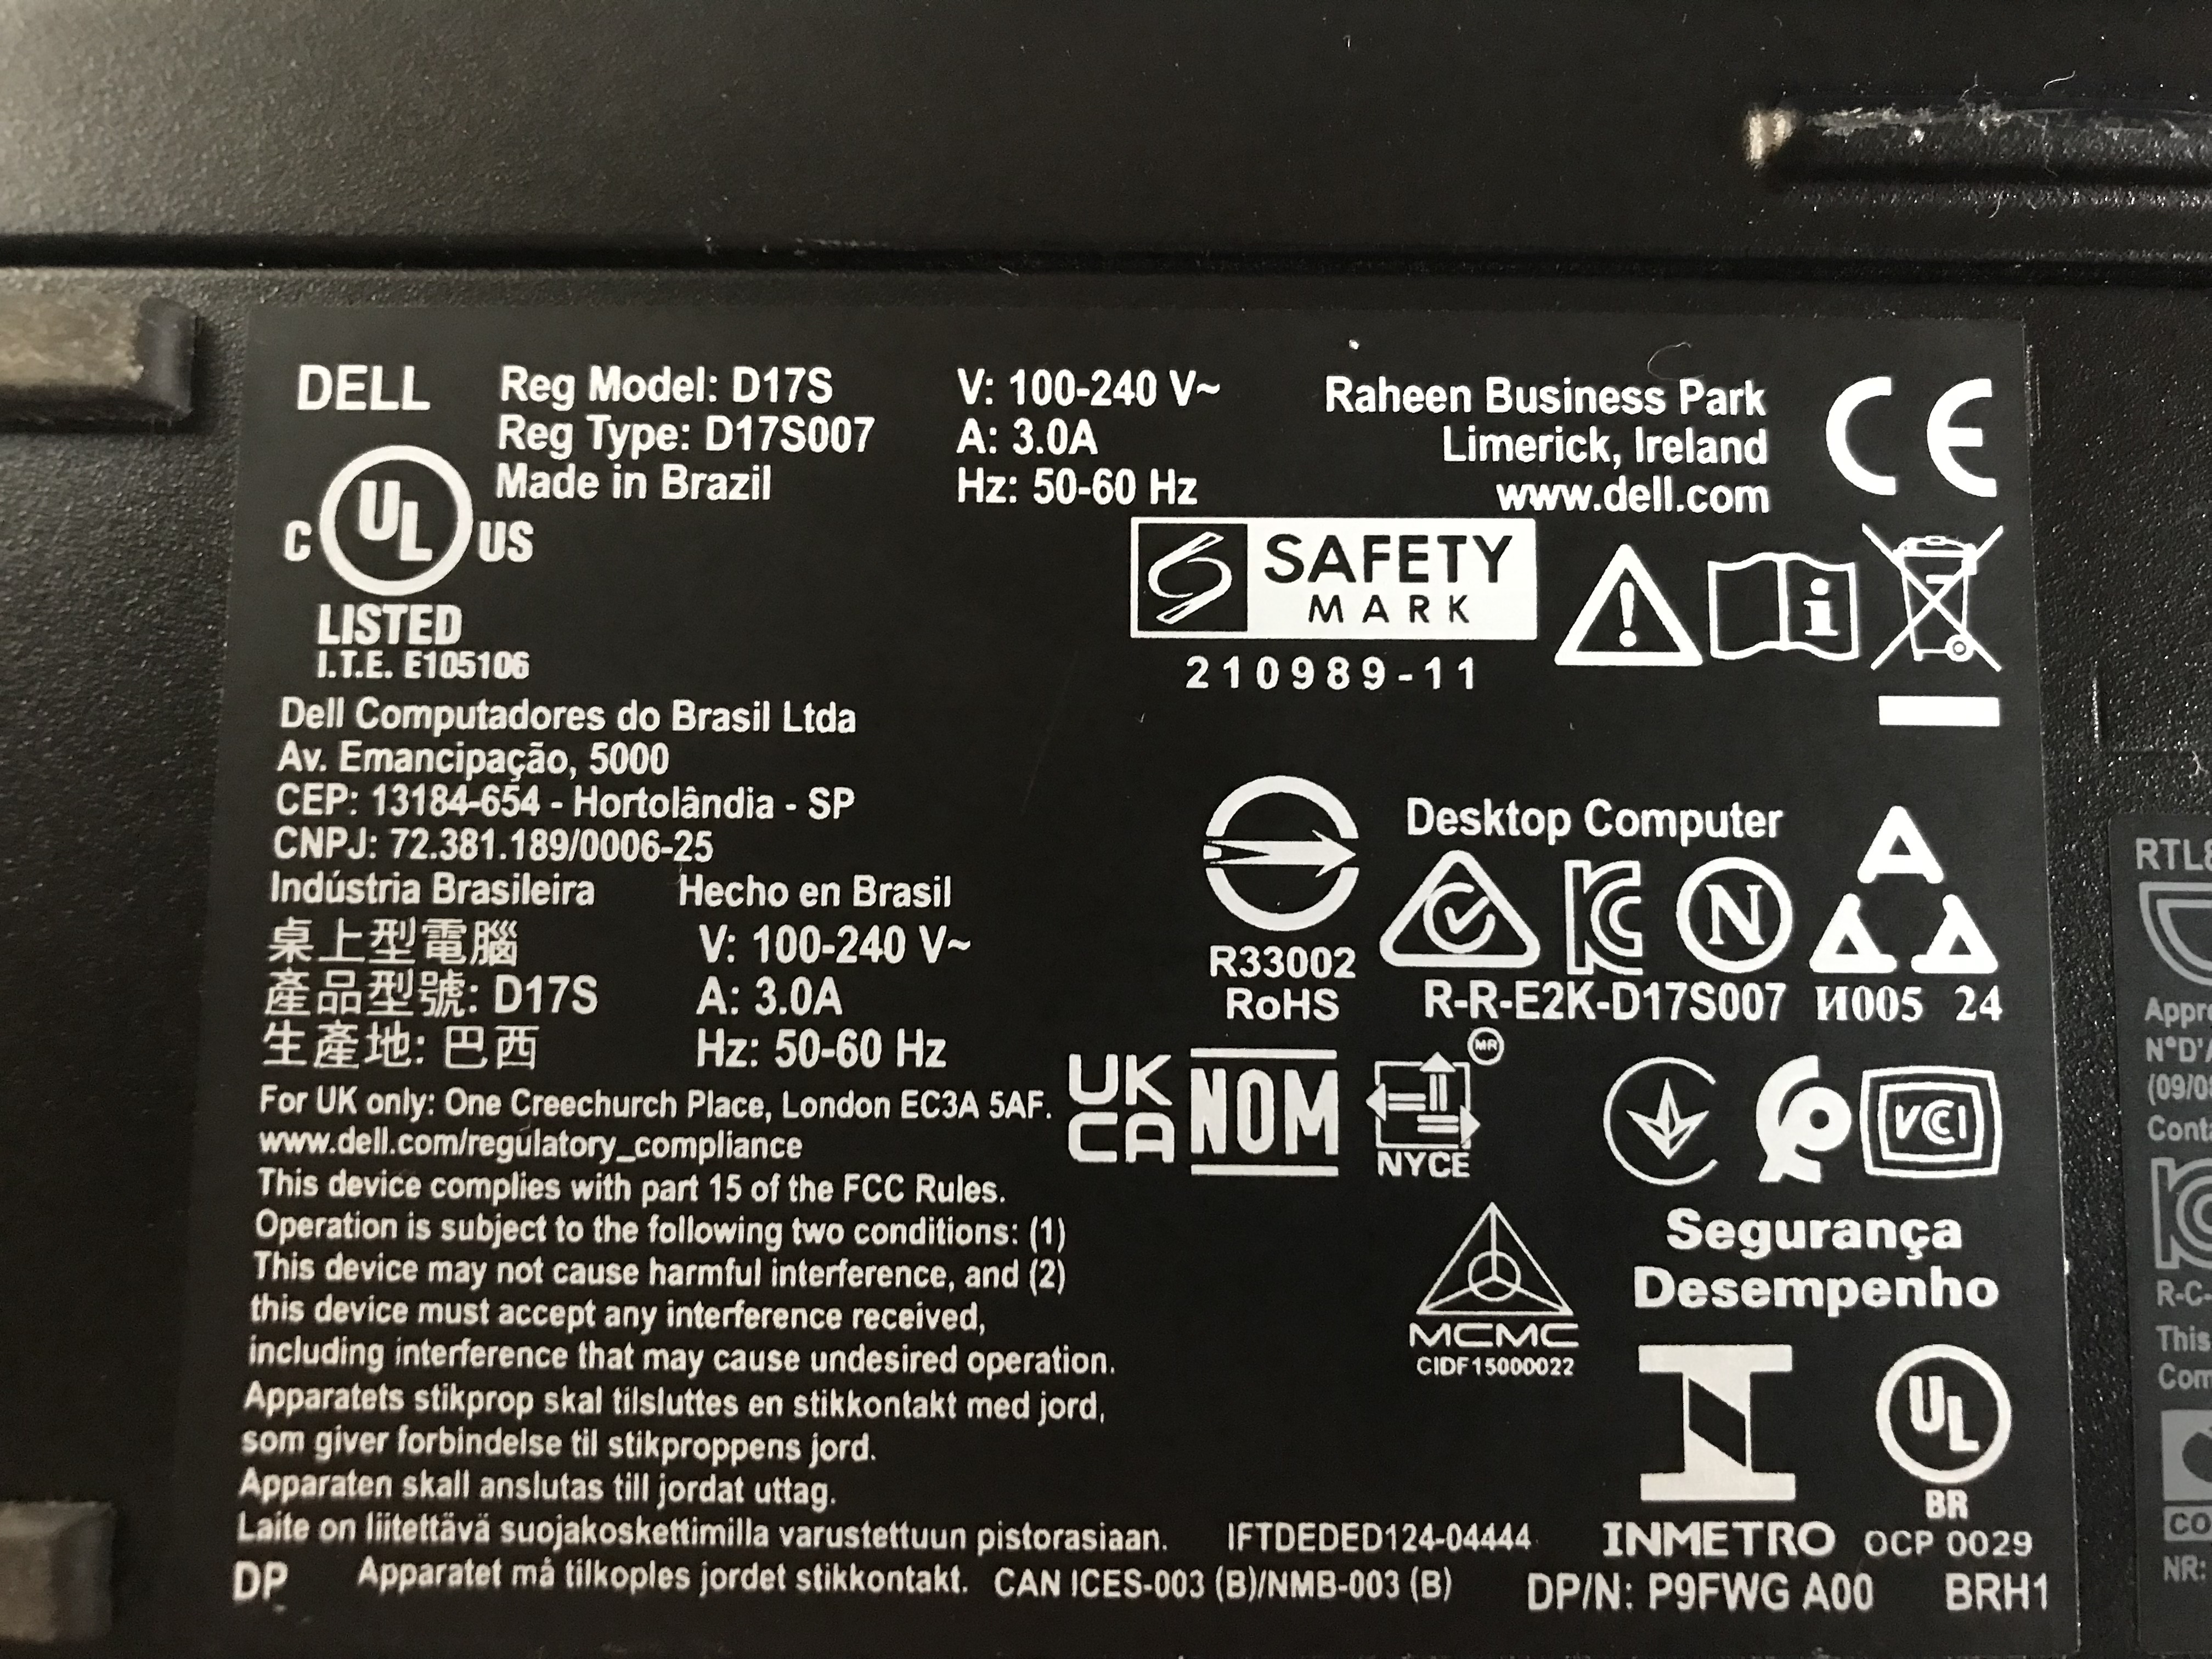 DELL
Reg Model: D17S
Reg Type: D17S007
Made in Brazil
V: 100-240 V~
A: 3.0A
Hz: 50-60 Hz
Raheen Business Park
Limerick, Ireland
www.dell.com
CE
C UL US
LISTED
I.T.E. E105106
SAFETY
MARK
210989-11
Dell Computadores do Brasil Ltda
Av. Emancipação, 5000
CEP: 13184-654 - Hortolândia - SP
CNPJ: 72.381.189/0006-25
Indústria Brasileira Hecho en Brasil
桌上型電腦 V: 100-240 V~
產品型號: D17S A: 3.0A
生產地: 巴西 Hz: 50-60 Hz
Desktop Computer
R33002
RoHS
N
R-R-E2K-D17S007
И005 24
For UK only: One Creechurch Place, London EC3A 5AF.
www.dell.com/regulatory_compliance
UK
CA
NOM
MR
NYCE
VCI
This device complies with part 15 of the FCC Rules.
Operation is subject to the following two conditions: (1)
This device may not cause harmful interference, and (2)
this device must accept any interference received,
including interference that may cause undesired operation.
Apparatets stikprop skal tilsluttes en stikkontakt med jord,
som giver forbindelse til stikproppens jord.
Apparaten skall anslutas till jordat uttag.
Laite on liitettävä suojakoskettimilla varustettuun pistorasiaan.
DP Apparatet må tilkoples jordet stikkontakt.
MCMC
CIDF15000022
Segurança
Desempenho
UL
BR
INMETRO OCP 0029
IFTDEDED124-04444
CAN ICES-003 (B)/NMB-003 (B)
DP/N: P9FWG A00 BRH1
R-C-
This
NR: